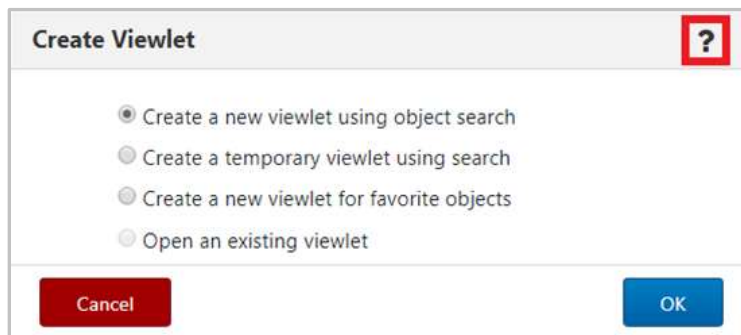 Create Viewlet
?
Create a new viewlet using object search
Create a temporary viewlet using search
Create a new viewlet for favorite objects
Open an existing viewlet
Cancel
OK